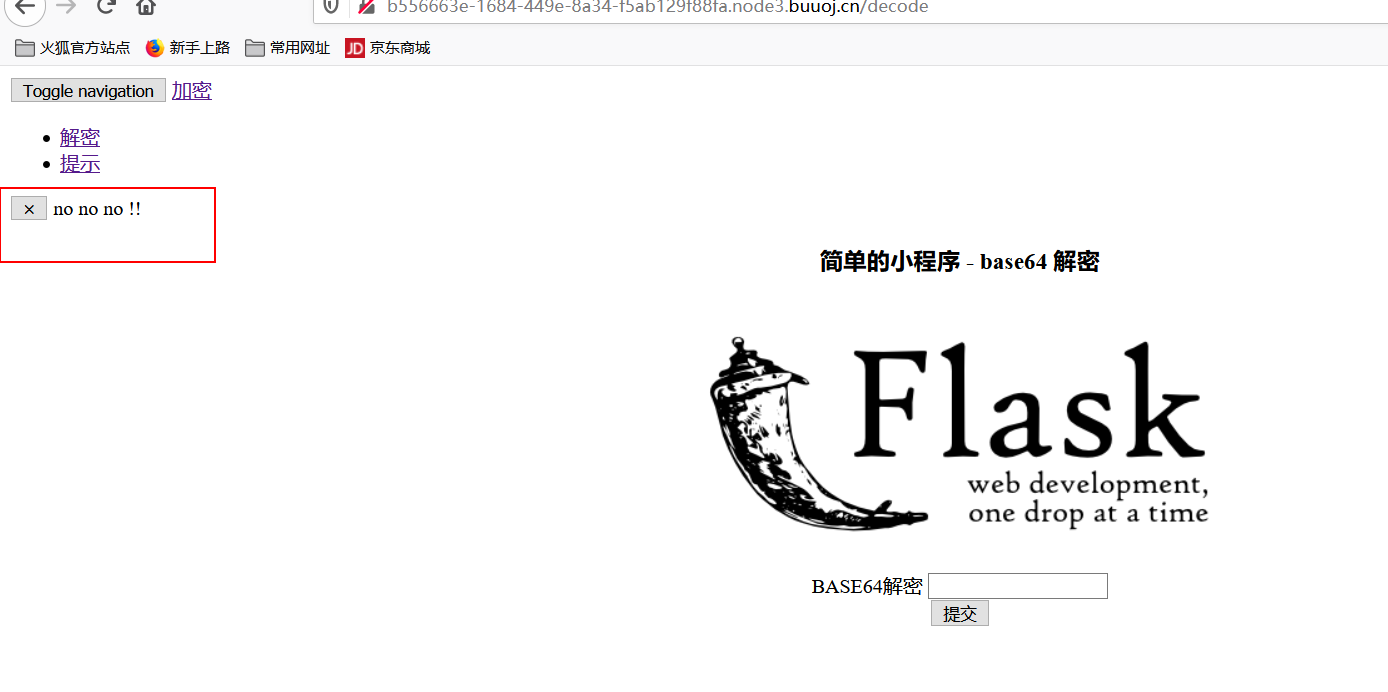 b556663e-1684-449e-8a34-f5ab129f88fa.node3.buuoj.cn/decode
火狐官方站点 新手上路 常用网址 JD 京东商城
Toggle navigation 加密
解密
提示
× no no no !!
简单的小程序 - base64 解密
Flask
web development,
one drop at a time
BASE64解密
提交